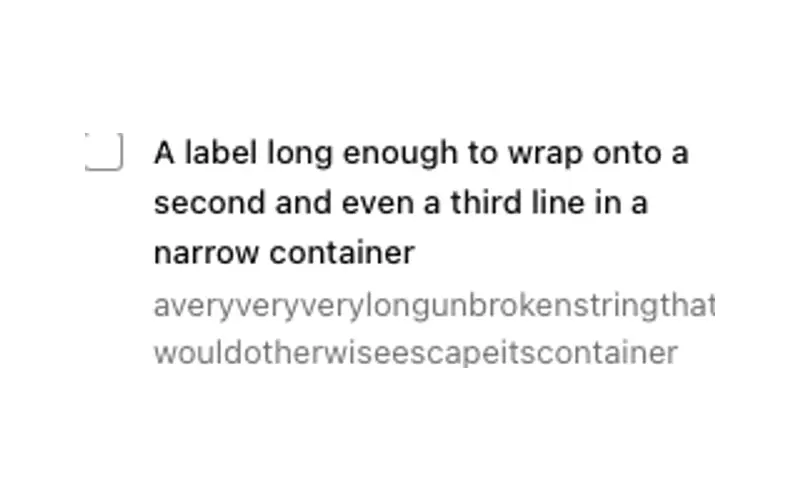 A label long enough to wrap onto a
second and even a third line in a
narrow container
averyveryverylongunbrokenstringthat
wouldotherwiseescapeitscontainer